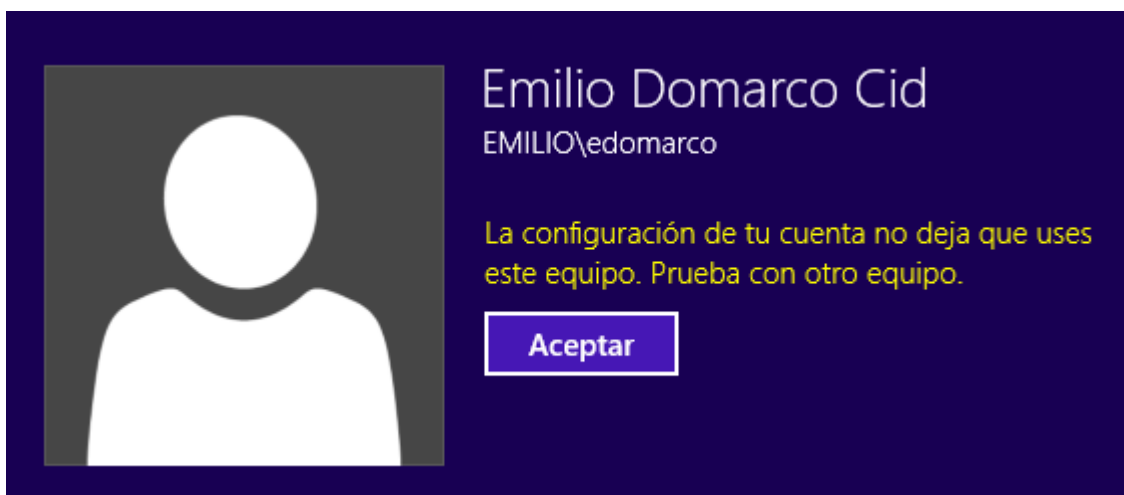 Emilio Domarco Cid
EMILIO\edomarco
La configuración de tu cuenta no deja que uses
este equipo. Prueba con otro equipo.
Aceptar